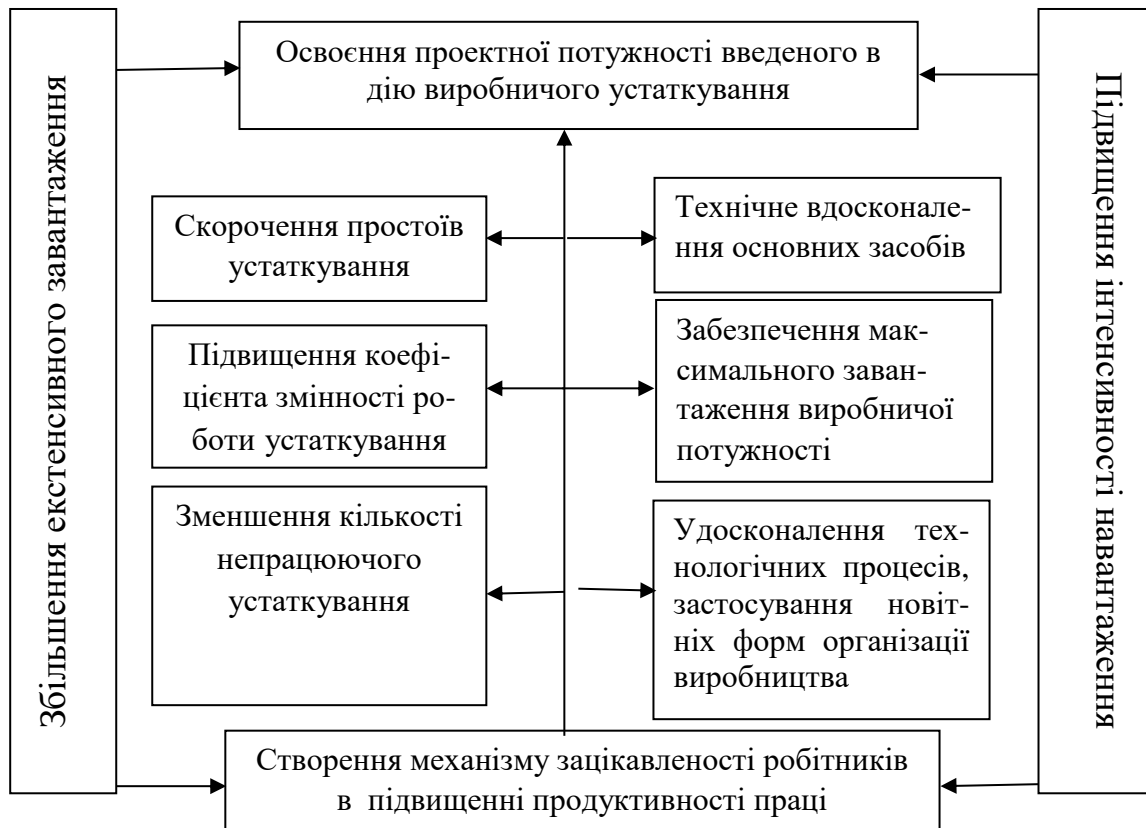 Збільшення екстенсивного завантаження
Освоєння проектної потужності введеного в
дію виробничого устаткування
Скорочення простоїв
устаткування
Технічне вдосконале-
ння основних засобів
Підвищення коефі-
цієнта змінності ро-
боти устаткування
Забезпечення мак-
симального заван-
таження виробничої
потужності
Зменшення кількості
непрацюючого
устаткування
Удосконалення тех-
нологічних процесів,
застосування новіт-
ніх форм організації
виробництва
Створення механізму зацікавленості робітників
в підвищенні продуктивності праці
Підвищення інтенсивності навантаження